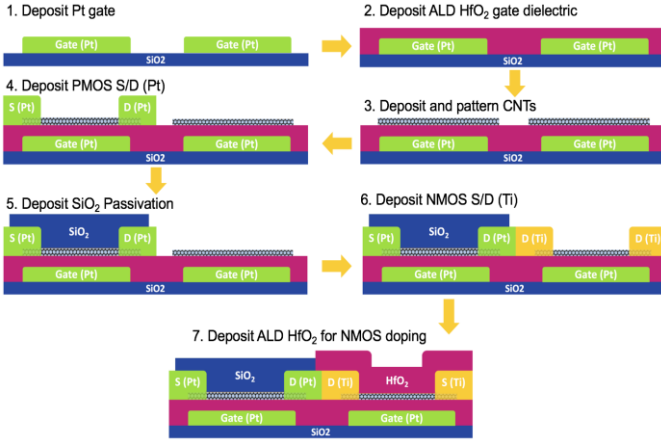 1. Deposit Pt gate
Gate (Pt) Gate (Pt)
SiO2
2. Deposit ALD HfO₂ gate dielectric
Gate (Pt) Gate (Pt)
SiO2
3. Deposit and pattern CNTs
Gate (Pt) Gate (Pt)
SiO2
4. Deposit PMOS S/D (Pt)
S (Pt) D (Pt)
Gate (Pt) Gate (Pt)
SiO2
5. Deposit SiO₂ Passivation
S (Pt) SiO₂ D (Pt)
Gate (Pt) Gate (Pt)
SiO2
6. Deposit NMOS S/D (Ti)
S (Pt) SiO₂ D (Pt) D (Ti) D (Ti)
Gate (Pt) Gate (Pt)
SiO2
7. Deposit ALD HfO₂ for NMOS doping
S (Pt) SiO₂ D (Pt) D (Ti) HfO₂ S (Ti)
Gate (Pt) Gate (Pt)
SiO2